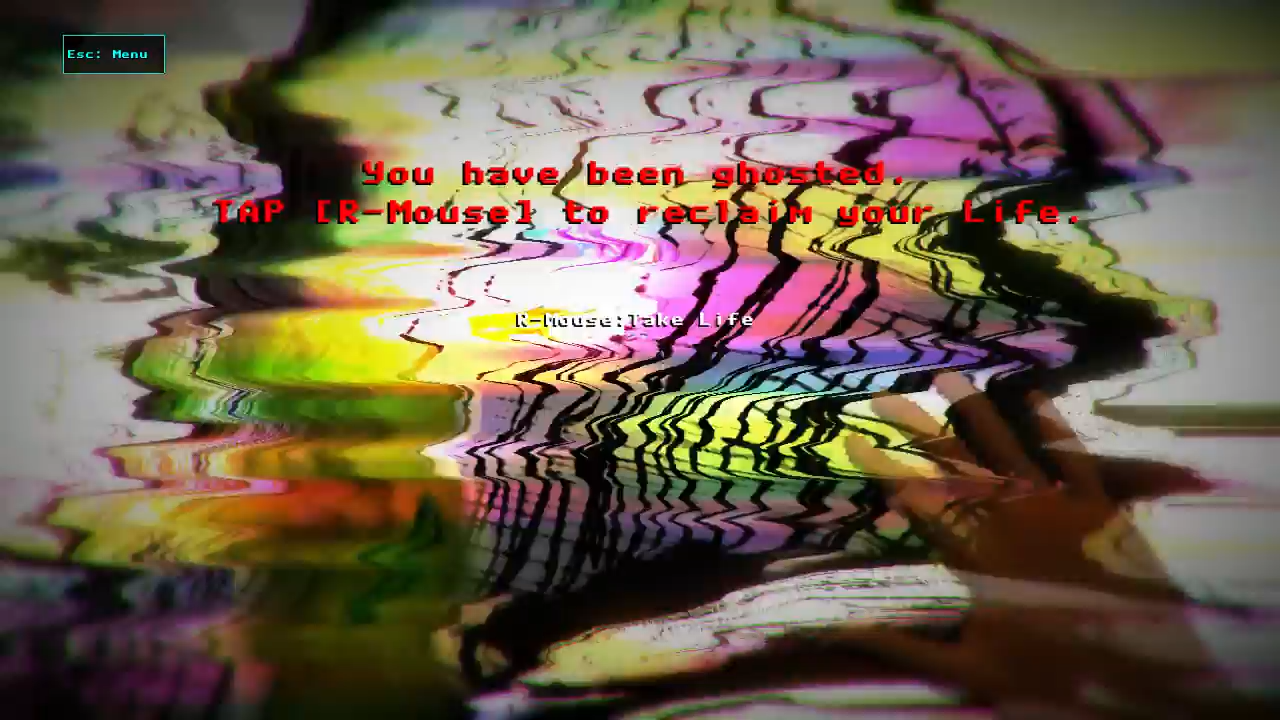 Esc: Menu
You have been ghosted.
TAP [R-Mouse] to reclaim your Life.
R-Mouse:Take Life